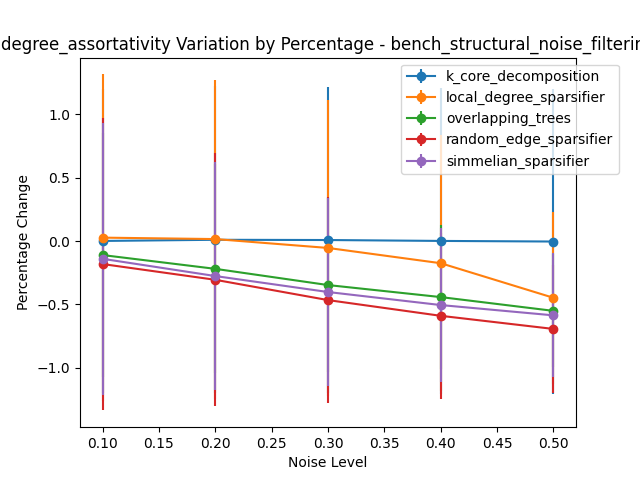 degree_assortativity Variation by Percentage - bench_structural_noise_filterin
k_core_decomposition
local_degree_sparsifier
overlapping_trees
random_edge_sparsifier
simmelian_sparsifier
Percentage Change
1.0
0.5
0.0
−0.5
−1.0
0.10 0.15 0.20 0.25 0.30 0.35 0.40 0.45 0.50
Noise Level